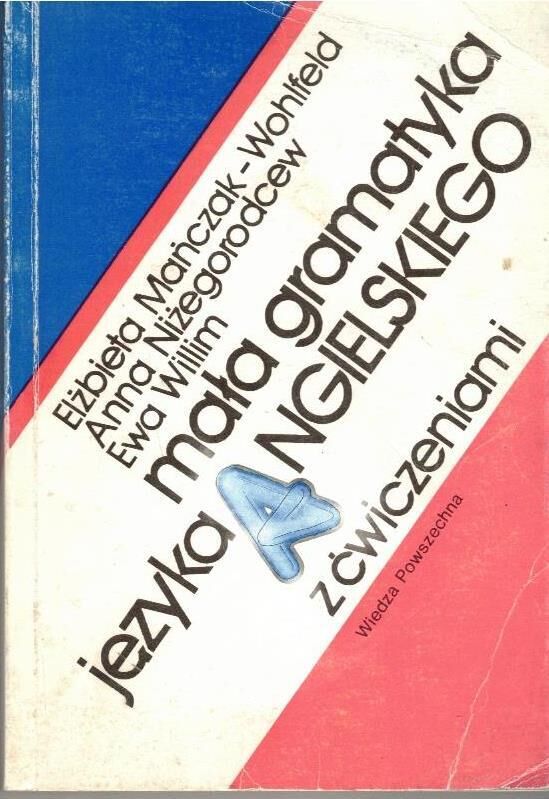 Elżbieta Mańczak-Wohlfeld
Anna Niżegorodcew
Ewa Willim
mała gramatyka
języka ANGIELSKIEGO
z ćwiczeniami
Wiedza Powszechna